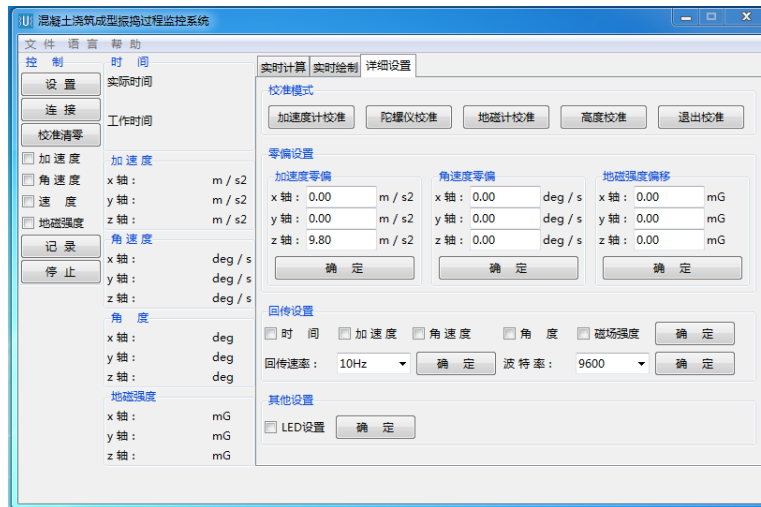 混凝土浇筑成型振捣过程监控系统
文件 语言 帮助
控 制
设 置
连 接
校准清零
加 速 度
角 速 度
速 度
地磁强度
记 录
停 止
时 间
实际时间
工作时间
加 速 度
x 轴： m / s2
y 轴： m / s2
z 轴： m / s2
角 速 度
x 轴： deg / s
y 轴： deg / s
z 轴： deg / s
角 度
x 轴： deg
y 轴： deg
z 轴： deg
地磁强度
x 轴： mG
y 轴： mG
z 轴： mG
实时计算 实时绘制 详细设置
校准模式
加速度计校准 陀螺仪校准 地磁计校准 高度校准 退出校准
零偏设置
加速度零偏 角速度零偏 地磁强度偏移
x 轴： 0.00 m / s2 x 轴： 0.00 deg / s x 轴： 0.00 mG
y 轴： 0.00 m / s2 y 轴： 0.00 deg / s y 轴： 0.00 mG
z 轴： 9.80 m / s2 z 轴： 0.00 deg / s z 轴： 0.00 mG
确 定 确 定 确 定
回传设置
时 间 加 速 度 角 速 度 角 度 磁场强度 确 定
回传速率： 10Hz 确 定 波 特 率： 9600 确 定
其他设置
LED设置 确 定